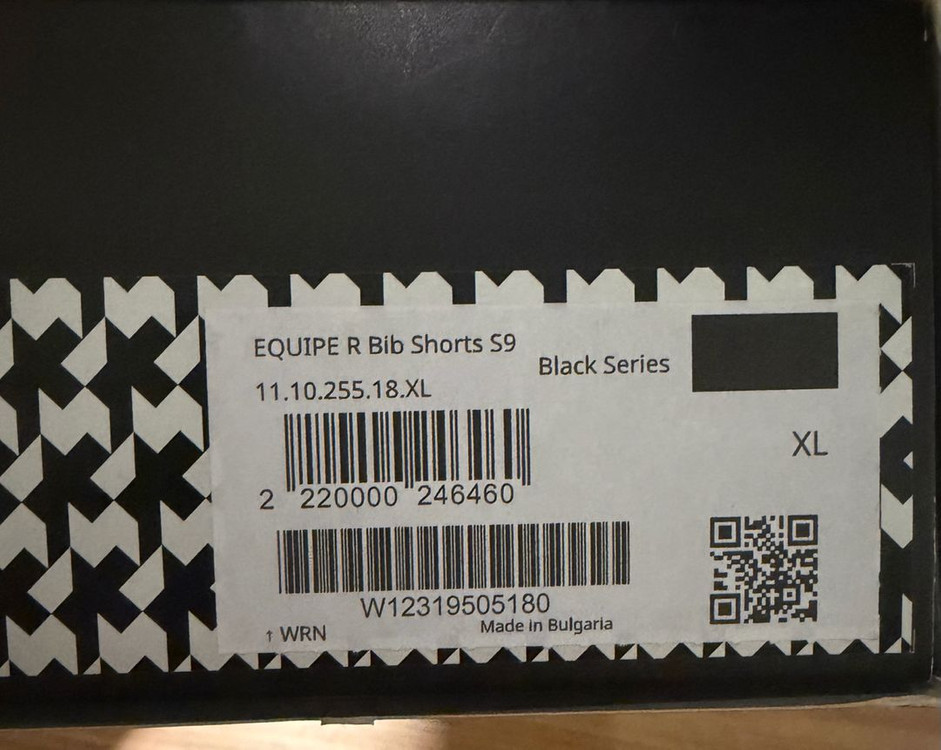 EQUIPE R Bib Shorts S9
Black Series
11.10.255.18.XL
XL
2 220000 246460
W12319505180
↑ WRN
Made in Bulgaria